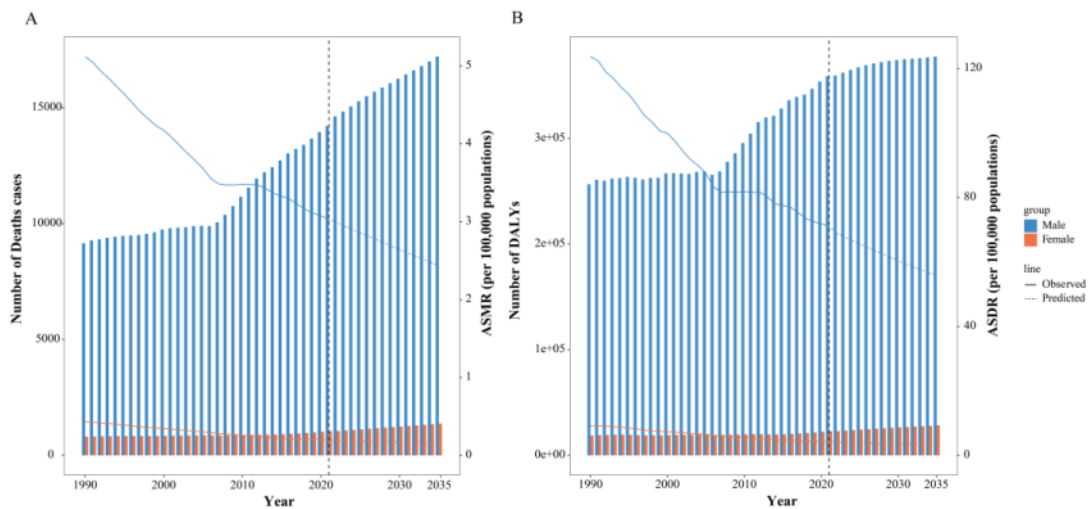 A
Number of Deaths cases
15000
10000
5000
0
5
4
3
2
1
0
ASMR (per 100,000 populations)
1990
2000
2010
2020
2030
2035
Year
B
Number of DALYs
3e+05
2e+05
1e+05
0e+00
120
80
40
0
ASDR (per 100,000 populations)
1990
2000
2010
2020
2030
2035
Year
group
Male
Female
line
Observed
Predicted